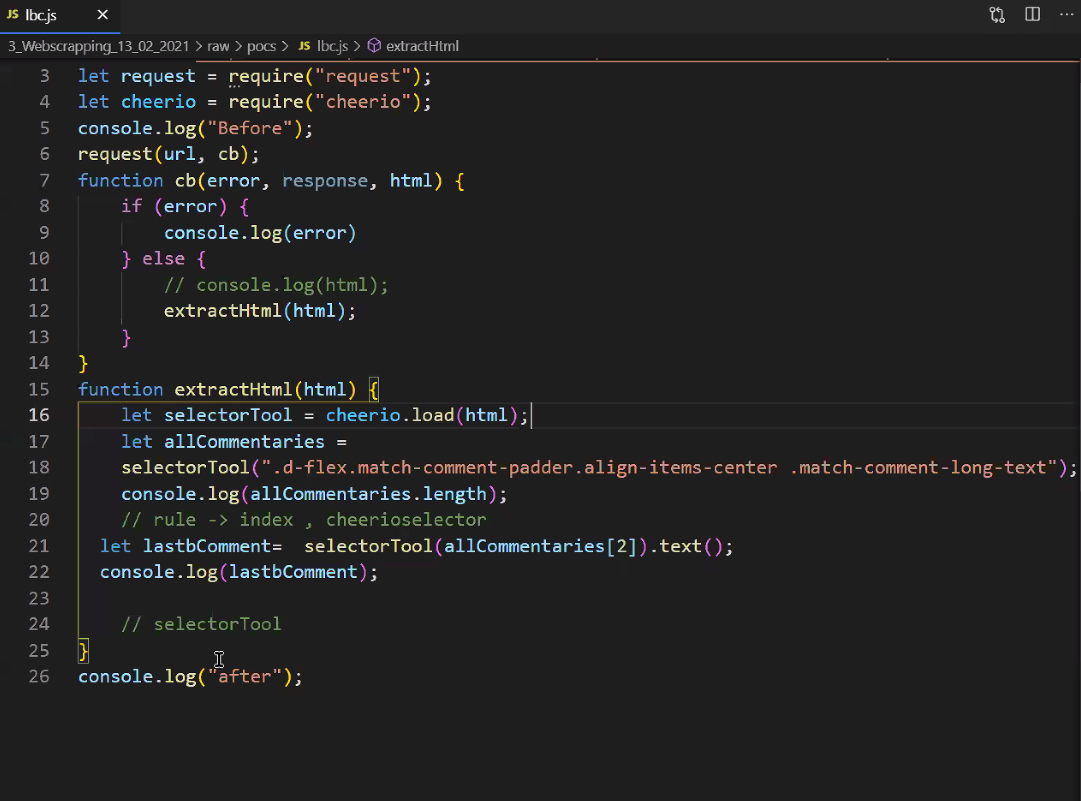 JS lbc.js
3_Webscrapping_13_02_2021 > raw > pocs > JS lbc.js > extractHtml
3 let request = require("request");
4 let cheerio = require("cheerio");
5 console.log("Before");
6 request(url, cb);
7 function cb(error, response, html) {
8 if (error) {
9 console.log(error)
10 } else {
11 // console.log(html);
12 extractHtml(html);
13 }
14 }
15 function extractHtml(html) {
16 let selectorTool = cheerio.load(html);
17 let allCommentaries =
18 selectorTool(".d-flex.match-comment-padder.align-items-center .match-comment-long-text");
19 console.log(allCommentaries.length);
20 // rule -> index , cheerioselector
21 let lastbComment=  selectorTool(allCommentaries[2]).text();
22 console.log(lastbComment);
23
24 // selectorTool
25 }
26 console.log("after");